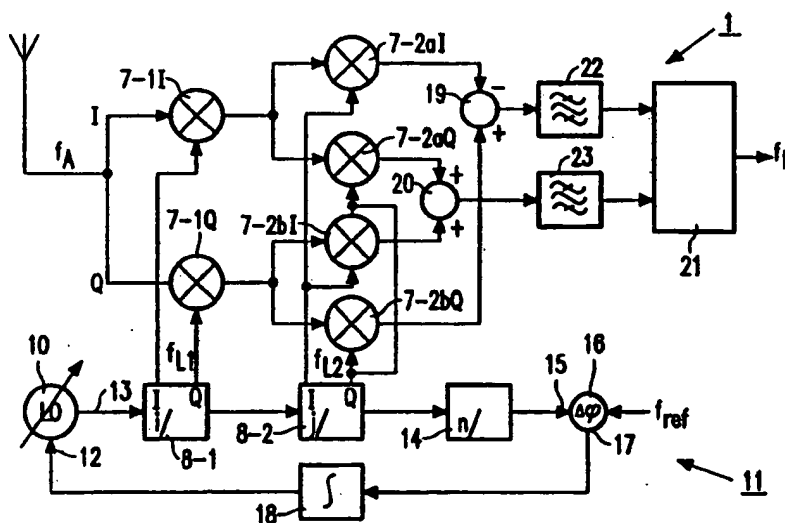 1
7-2aI
22
7-1I
19
-
+
I
fA
7-2aQ
+
20
+
23
fI
21
7-2bI
7-1Q
Q
7-2bQ
fL1
fL2
10
LO
13
I
Q
I
Q
8-1
8-2
14
n/
15
16
Δφ
fref
17
12
18
∫
11